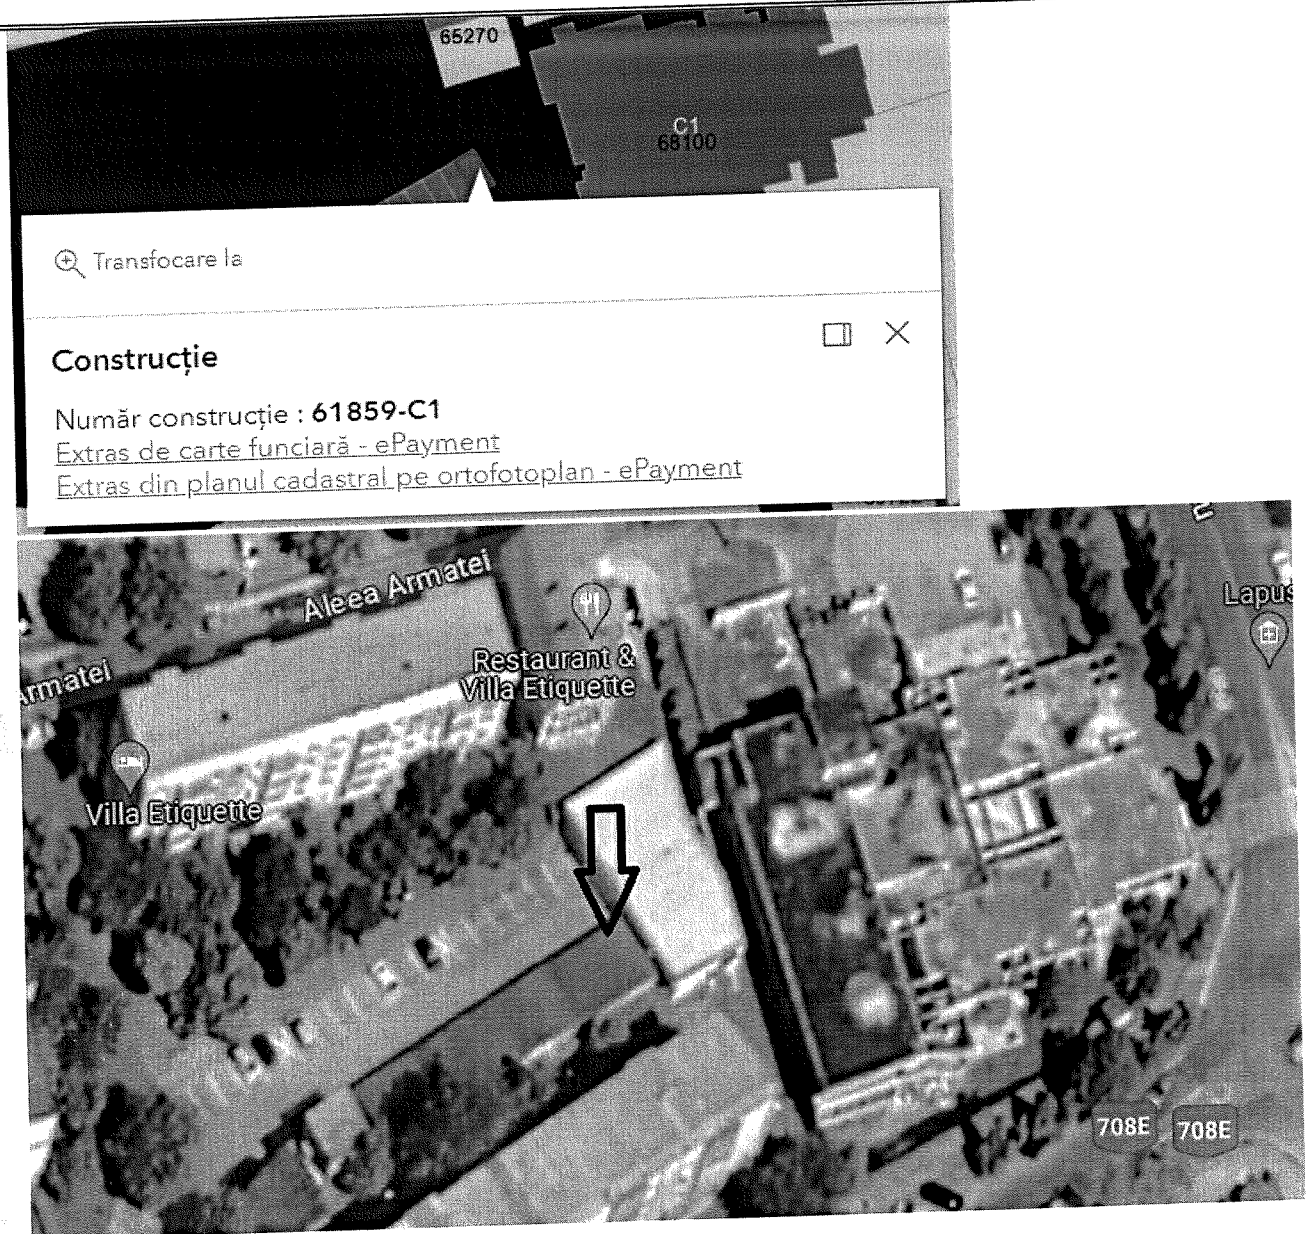 65270
C1
68100
Transfocare la
Construcție
Număr construcție : 61859-C1
Extras de carte funciară - ePayment
Extras din planul cadastral pe ortofotoplan - ePayment
Aleea Armatei
Armatei
Restaurant &
Villa Etiquette
Villa Etiquette
Lapus
708E
708E